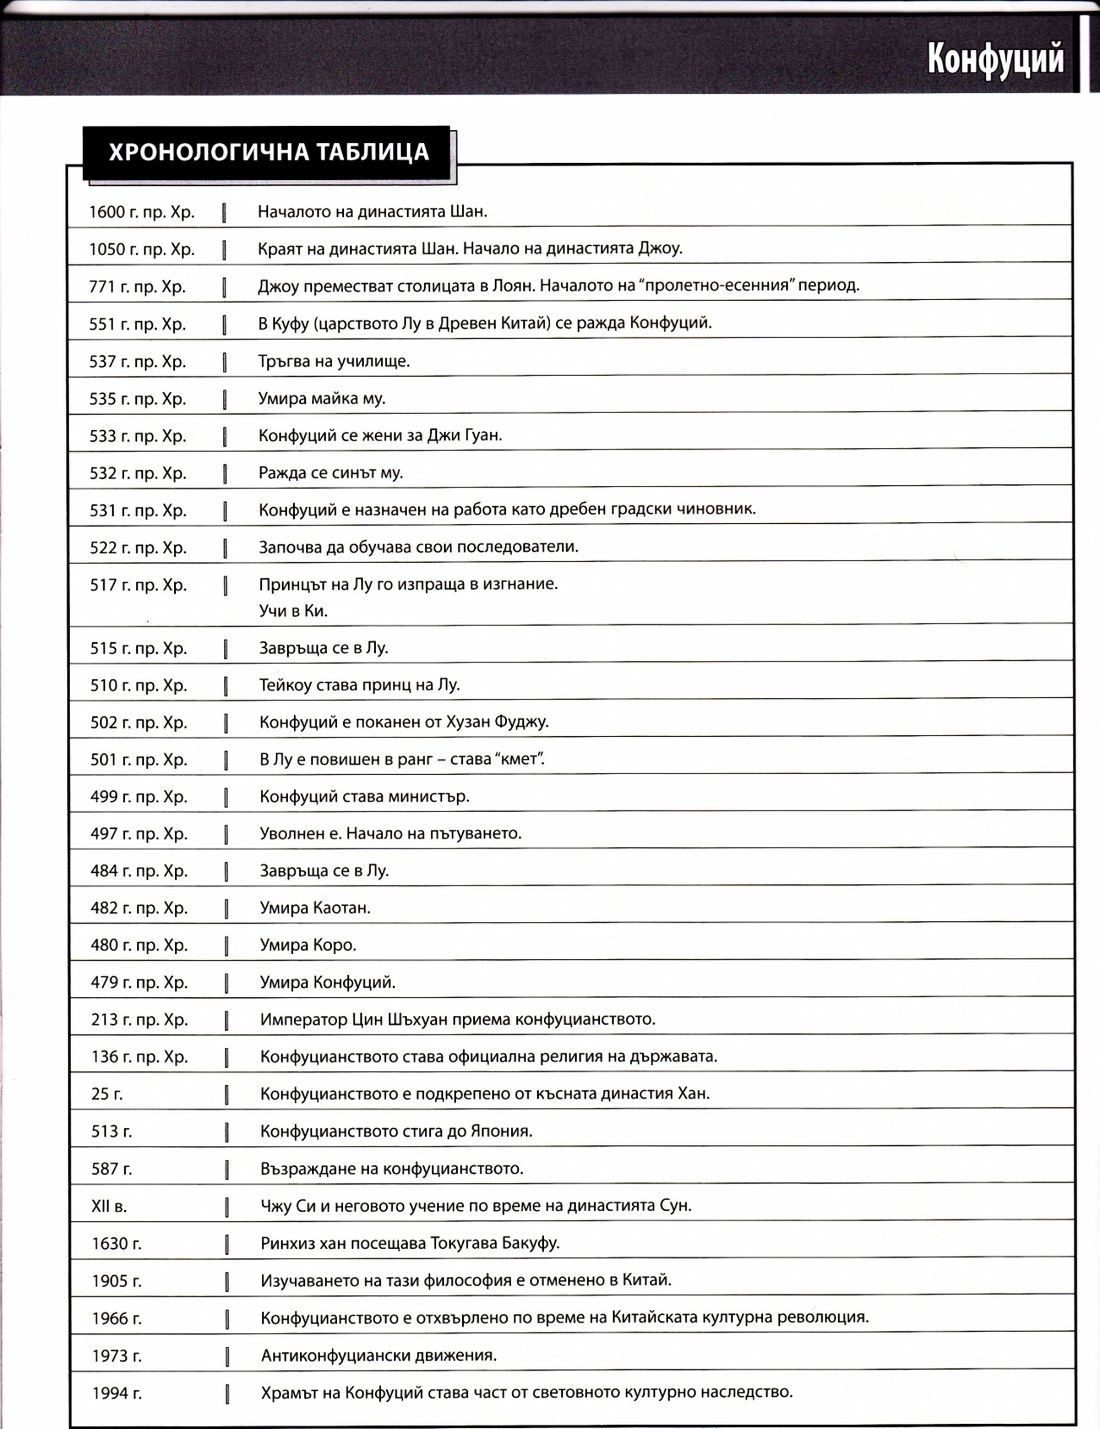 Конфуций
ХРОНОЛОГИЧНА ТАБЛИЦА
1600 г. пр. Хр. Началото на династията Шан.
1050 г. пр. Хр. Краят на династията Шан. Начало на династията Джоу.
771 г. пр. Хр. Джоу преместват столицата в Лоян. Началото на “пролетно-есенния” период.
551 г. пр. Хр. В Куфу (царството Лу в Древен Китай) се ражда Конфуций.
537 г. пр. Хр. Тръгва на училище.
535 г. пр. Хр. Умира майка му.
533 г. пр. Хр. Конфуций се жени за Джи Гуан.
532 г. пр. Хр. Ражда се синът му.
531 г. пр. Хр. Конфуций е назначен на работа като дребен градски чиновник.
522 г. пр. Хр. Започва да обучава свои последователи.
517 г. пр. Хр. Принцът на Лу го изпраща в изгнание.
Учи в Ки.
515 г. пр. Хр. Завръща се в Лу.
510 г. пр. Хр. Тейкоу става принц на Лу.
502 г. пр. Хр. Конфуций е поканен от Хузан Фуджу.
501 г. пр. Хр. В Лу е повишен в ранг – става “кмет”.
499 г. пр. Хр. Конфуций става министър.
497 г. пр. Хр. Уволнен е. Начало на пътуването.
484 г. пр. Хр. Завръща се в Лу.
482 г. пр. Хр. Умира Каотан.
480 г. пр. Хр. Умира Коро.
479 г. пр. Хр. Умира Конфуций.
213 г. пр. Хр. Император Цин Шъхуан приема конфуцианството.
136 г. пр. Хр. Конфуцианството става официална религия на държавата.
25 г. Конфуцианството е подкрепено от късната династия Хан.
513 г. Конфуцианството стига до Япония.
587 г. Възраждане на конфуцианството.
XII в. Чжу Си и неговото учение по време на династията Сун.
1630 г. Ринхиз хан посещава Токугава Бакуфу.
1905 г. Изучаването на тази философия е отменено в Китай.
1966 г. Конфуцианството е отхвърлено по време на Китайската културна революция.
1973 г. Антиконфуциански движения.
1994 г. Храмът на Конфуций става част от световното културно наследство.